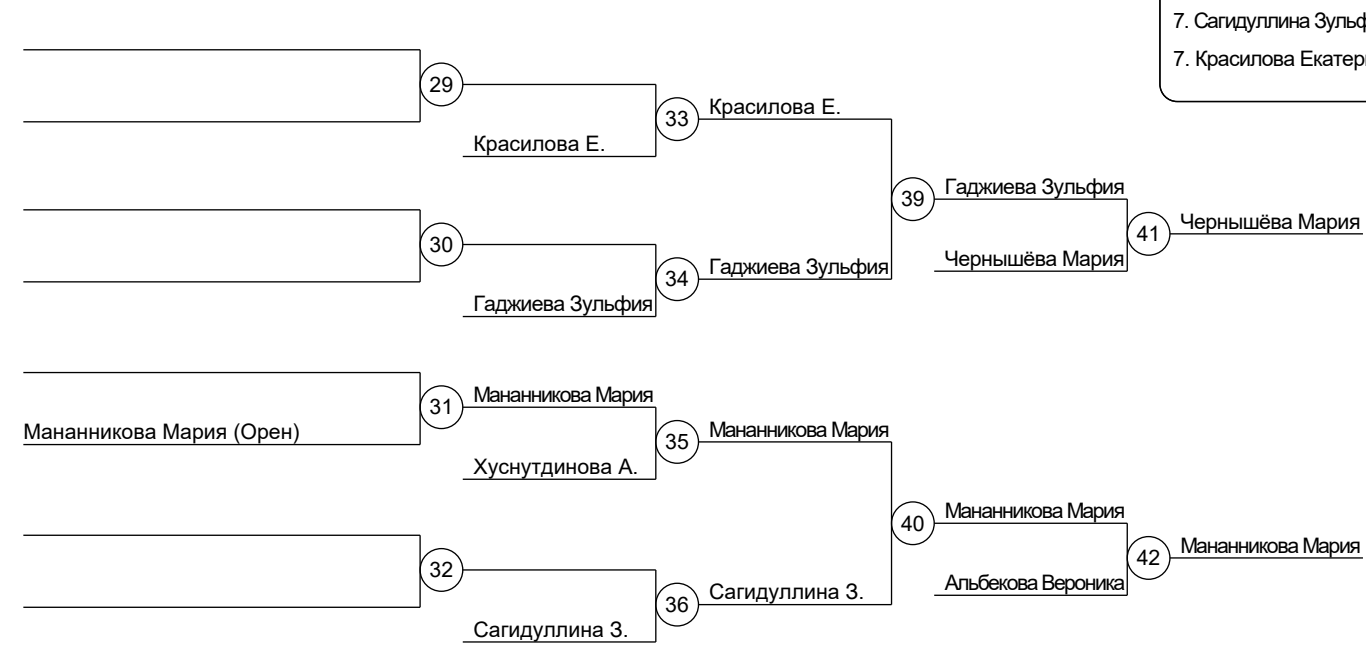 7. Сагидуллина
7. Красилова
29
33
Красилова Е.
Красилова Е.
39
Гаджиева Зульфия
30
41
Чернышёва Мария
34
Гаджиева Зульфия
Чернышёва Мария
Гаджиева Зульфия
31
Мананникова Мария
Мананникова Мария (Орен)
35
Мананникова Мария
Хуснутдинова А.
40
Мананникова Мария
32
42
Мананникова Мария
36
Сагидуллина З.
Альбекова Вероника
Сагидуллина З.